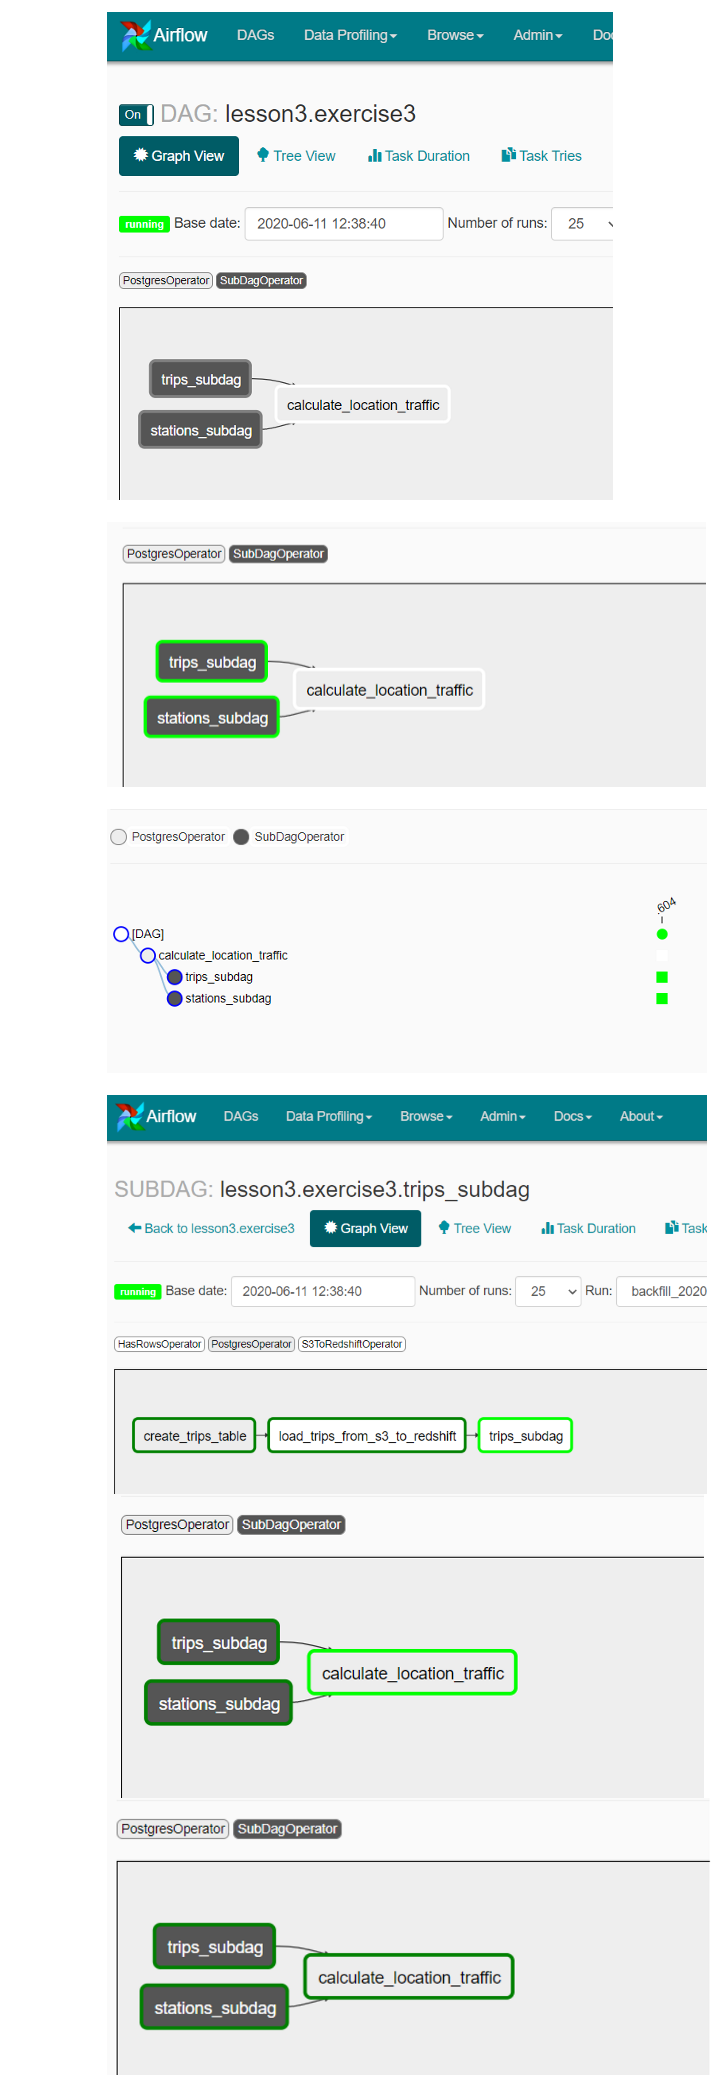 Airflow DAGs Data Profiling Browse Admin Doc
On DAG: lesson3.exercise3
Graph View Tree View Task Duration Task Tries
running Base date: 2020-06-11 12:38:40 Number of runs: 25
PostgresOperator SubDagOperator
trips_subdag
calculate_location_traffic
stations_subdag
PostgresOperator SubDagOperator
trips_subdag
calculate_location_traffic
stations_subdag
PostgresOperator SubDagOperator
.604
[DAG]
calculate_location_traffic
trips_subdag
stations_subdag
Airflow DAGs Data Profiling Browse Admin Docs About
SUBDAG: lesson3.exercise3.trips_subdag
Back to lesson3.exercise3 Graph View Tree View Task Duration Task
running Base date: 2020-06-11 12:38:40 Number of runs: 25 Run: backfill_2020
HasRowsOperator PostgresOperator S3ToRedshiftOperator
create_trips_table load_trips_from_s3_to_redshift trips_subdag
PostgresOperator SubDagOperator
trips_subdag
calculate_location_traffic
stations_subdag
PostgresOperator SubDagOperator
trips_subdag
calculate_location_traffic
stations_subdag